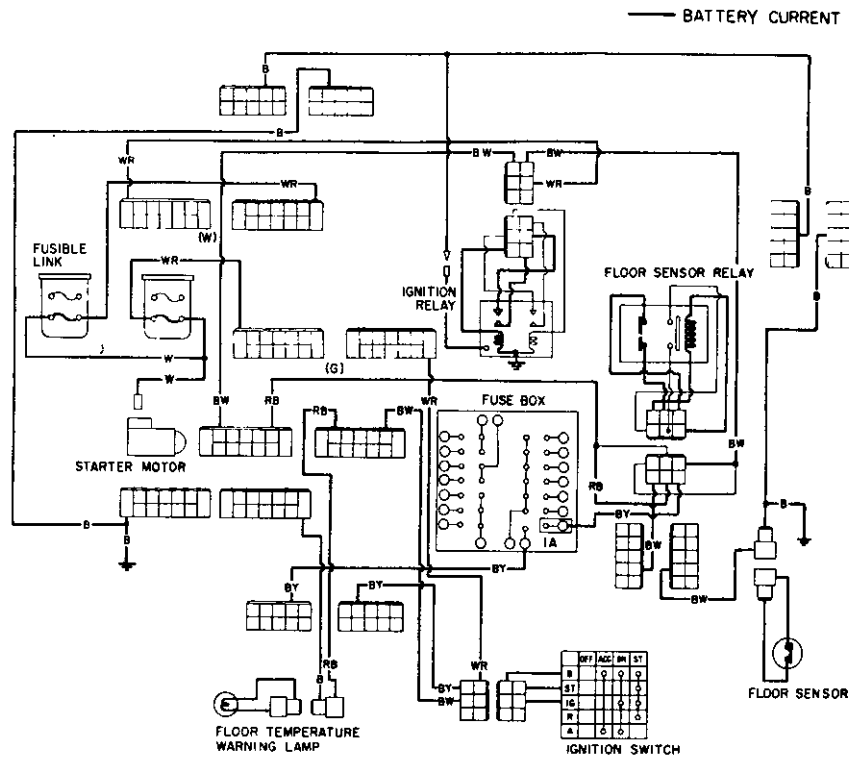 BATTERY CURRENT
B
B
BW
BW
WR
WR
WR
B
(W)
FUSIBLE
LINK
WR
IGNITION
RELAY
FLOOR SENSOR RELAY
B
W
(G)
W
BW
RB
RB
BW
WR
FUSE BOX
STARTER MOTOR
BW
RB
BY
B
B
1A
BW
B
BY
BY
BY
BW
RB
B
WR
BY
BW
OFF ACC ON ST
B
ST
IG
R
A
FLOOR SENSOR
FLOOR TEMPERATURE
WARNING LAMP
IGNITION SWITCH